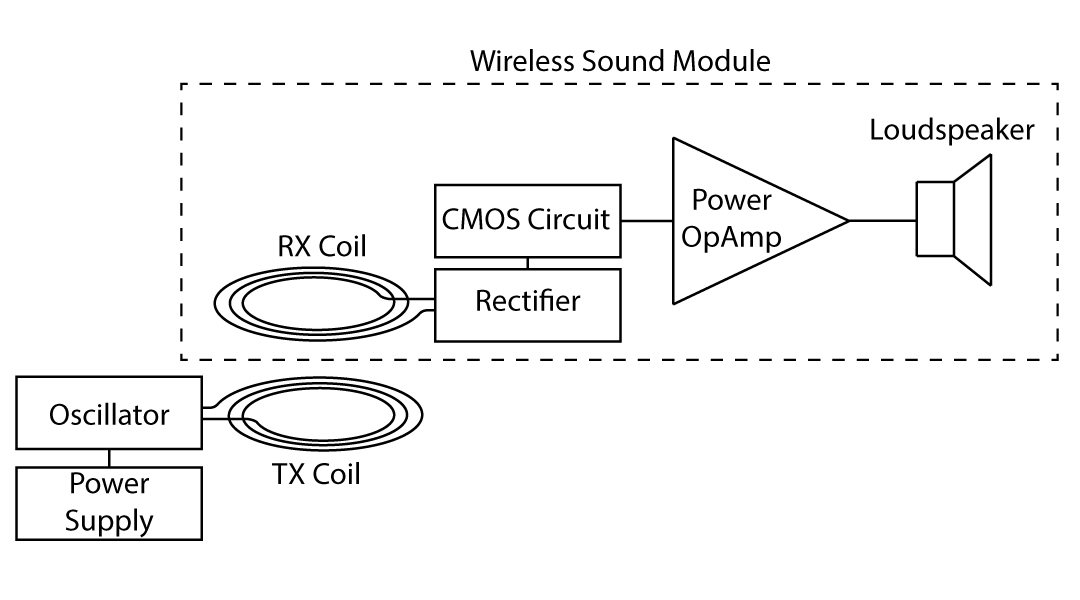 Wireless Sound Module
Loudspeaker
Power
OpAmp
CMOS Circuit
RX Coil
Rectifier
Oscillator
TX Coil
Power
Supply